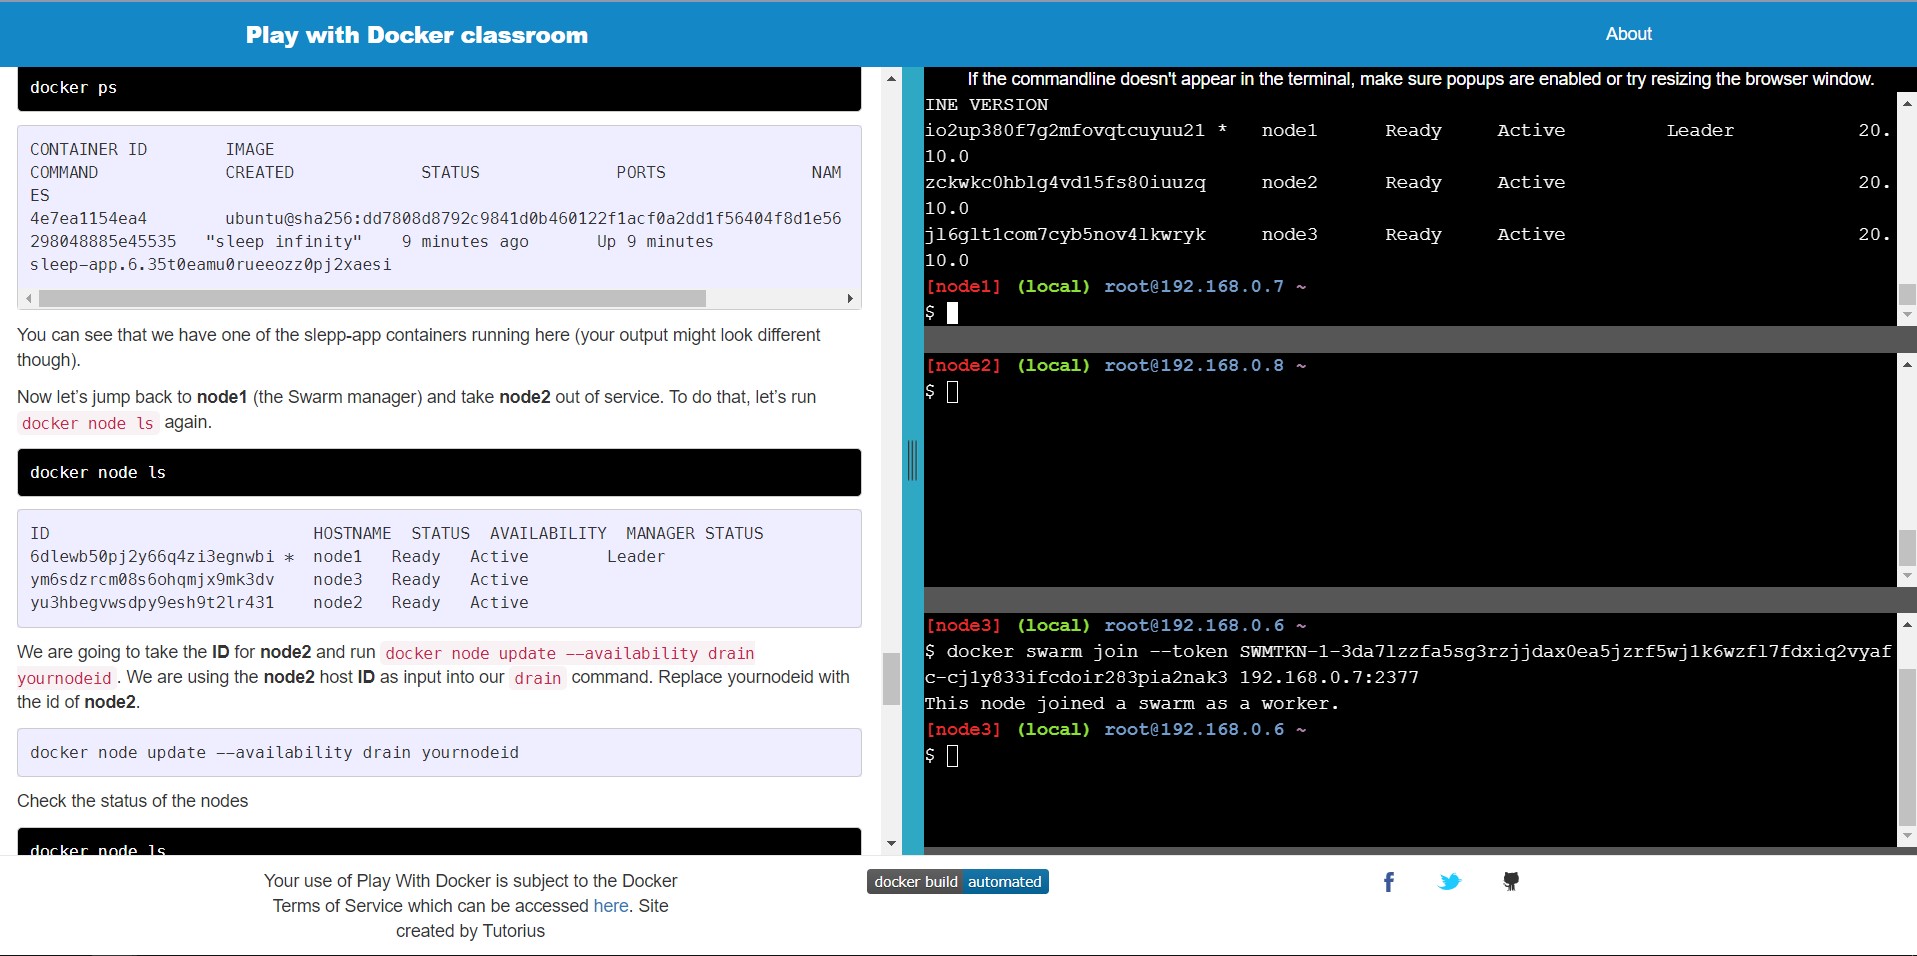 Play with Docker classroom
About
docker ps
CONTAINER ID        IMAGE
COMMAND             CREATED             STATUS              PORTS               NAM
ES
4e7ea1154ea4        ubuntu@sha256:dd7808d8792c9841d0b460122f1acf0a2dd1f56404f8d1e56
298048885e45535   "sleep infinity"    9 minutes ago       Up 9 minutes
sleep-app.6.35t0eamu0rueeozz0pj2xaesi
You can see that we have one of the slepp-app containers running here (your output might look different
though).
Now let’s jump back to node1 (the Swarm manager) and take node2 out of service. To do that, let’s run
docker node ls again.
docker node ls
ID                           HOSTNAME  STATUS  AVAILABILITY  MANAGER STATUS
6dlewb50pj2y66q4zi3egnwbi *  node1   Ready   Active        Leader
ym6sdzrcm08s6ohqmjx9mk3dv    node3   Ready   Active
yu3hbegvwsdpy9esh9t2lr431    node2   Ready   Active
We are going to take the ID for node2 and run docker node update --availability drain
yournodeid. We are using the node2 host ID as input into our drain command. Replace yournodeid with
the id of node2.
docker node update --availability drain yournodeid
Check the status of the nodes
docker node ls
If the commandline doesn't appear in the terminal, make sure popups are enabled or try resizing the browser window.
INE VERSION
io2up380f7g2mfovqtcuyuu21 *   node1      Ready     Active         Leader           20.
10.0
zckwkc0hblg4vd15fs80iuuzq     node2      Ready     Active                          20.
10.0
jl6glt1com7cyb5nov4lkwryk     node3      Ready     Active                          20.
10.0
[node1] (local) root@192.168.0.7 ~
$
[node2] (local) root@192.168.0.8 ~
$
[node3] (local) root@192.168.0.6 ~
$ docker swarm join --token SWMTKN-1-3da7lzzfa5sg3rzjjdax0ea5jzrf5wj1k6wzfl7fdxiq2vyaf
c-cj1y833ifcdoir283pia2nak3 192.168.0.7:2377
This node joined a swarm as a worker.
[node3] (local) root@192.168.0.6 ~
$
Your use of Play With Docker is subject to the Docker
Terms of Service which can be accessed here. Site
created by Tutorius
docker build automated